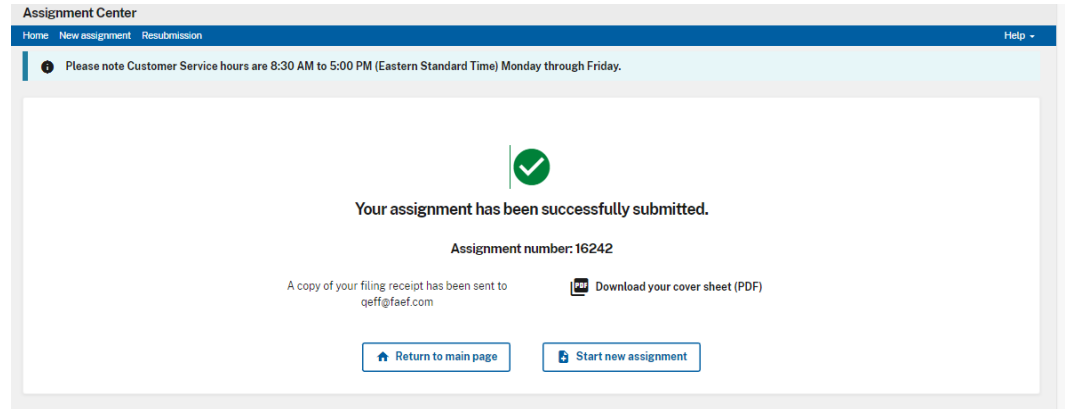 Assignment Center
Home New assignment Resubmission Help
Please note Customer Service hours are 8:30 AM to 5:00 PM (Eastern Standard Time) Monday through Friday.
Your assignment has been successfully submitted.
Assignment number: 16242
A copy of your filing receipt has been sent to
qeff@faef.com
PDF Download your cover sheet (PDF)
Return to main page
Start new assignment